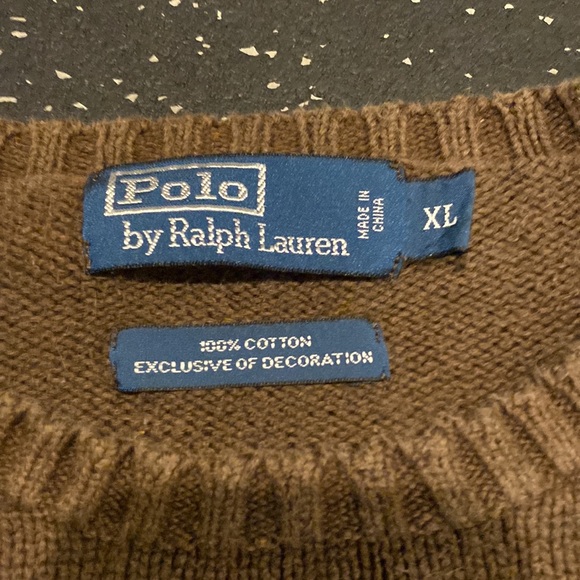 Polo
by Ralph Lauren
MADE IN
CHINA
XL
100% COTTON
EXCLUSIVE OF DECORATION